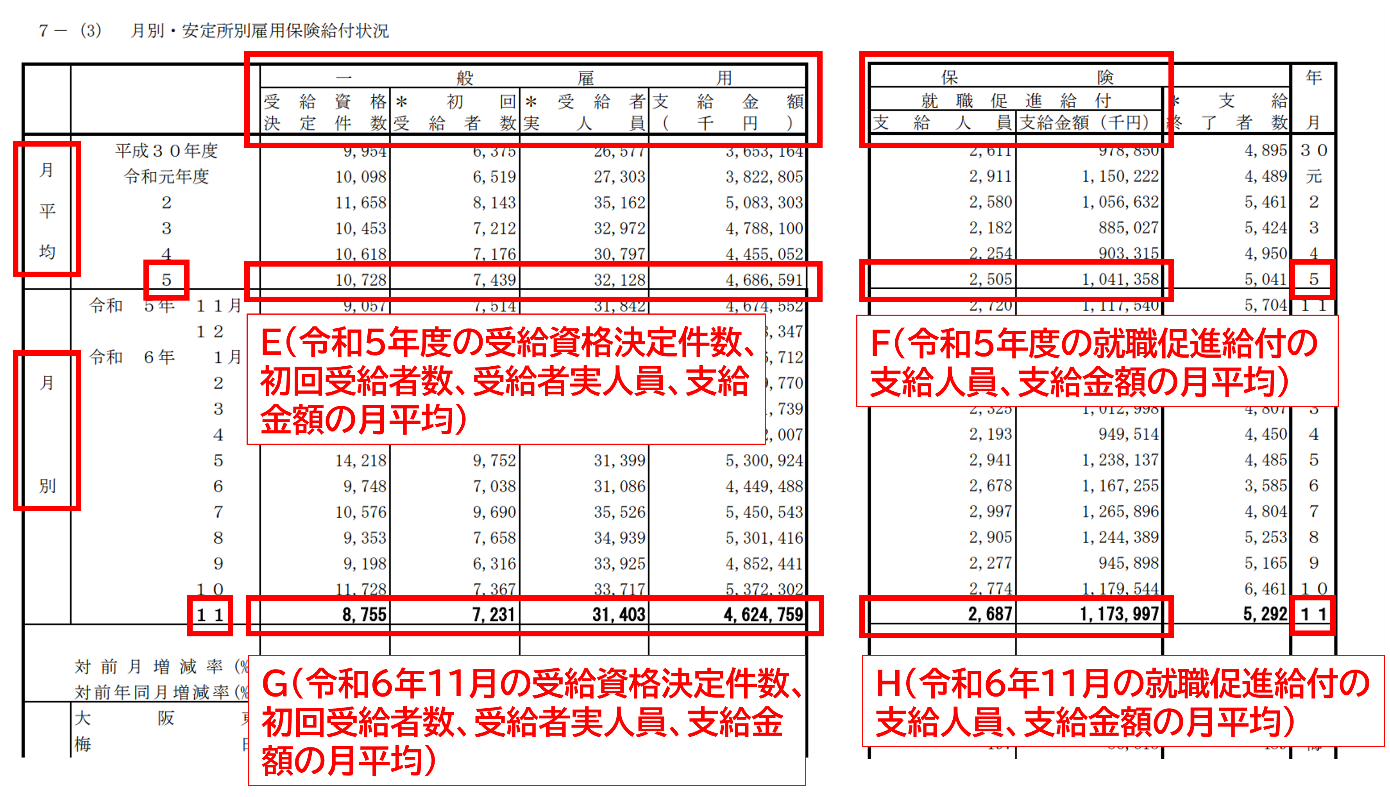 7－(3)　月別・安定所別雇用保険給付状況
一般雇用
保険
年
受給資格 ＊初回 ＊受給者 支給金額
就職促進給付
＊支給
決定件数 受給者数 実人員 （千円）
支給人員 支給金額（千円） 終了者数 月
月平均
平成３０年度 9,954 6,375 26,577 3,653,164 2,611 978,850 4,895 ３０
令和元年度 10,098 6,519 27,303 3,822,805 2,911 1,150,222 4,489 元
２ 11,658 8,143 35,162 5,083,303 2,580 1,056,632 5,461 ２
３ 10,453 7,212 32,972 4,788,100 2,182 885,027 5,424 ３
４ 10,618 7,176 30,797 4,455,052 2,254 903,315 4,950 ４
５ 10,728 7,439 32,128 4,686,591 2,505 1,041,358 5,041 ５
月別
令和　５年　１１月 9,057 7,514 31,842 4,674,552 2,720 1,117,540 5,704 １１
１２ 347
令和　６年　１月 712
２ 770
３ 739 2,325 1,012,998 4,807 ３
４ 007 2,193 949,514 4,450 ４
５ 14,218 9,752 31,399 5,300,924 2,941 1,238,137 4,485 ５
６ 9,748 7,038 31,086 4,449,488 2,678 1,167,255 3,585 ６
７ 10,576 9,690 35,526 5,450,543 2,997 1,265,896 4,804 ７
８ 9,353 7,658 34,939 5,301,416 2,905 1,244,389 5,253 ８
９ 9,198 6,316 33,925 4,852,441 2,277 945,898 5,165 ９
１０ 11,728 7,367 33,717 5,372,302 2,774 1,179,544 6,461 １０
１１ 8,755 7,231 31,403 4,624,759 2,687 1,173,997 5,292 １１
E（令和５年度の受給資格決定件数、
初回受給者数、受給者実人員、支給
金額の月平均）
F（令和５年度の就職促進給付の
支給人員、支給金額の月平均）
対前月増減率(%
対前年同月増減率(%
大阪
梅
G（令和６年１１月の受給資格決定件数、
初回受給者数、受給者実人員、支給金
額の月平均）
H（令和６年１１月の就職促進給付の
支給人員、支給金額の月平均）